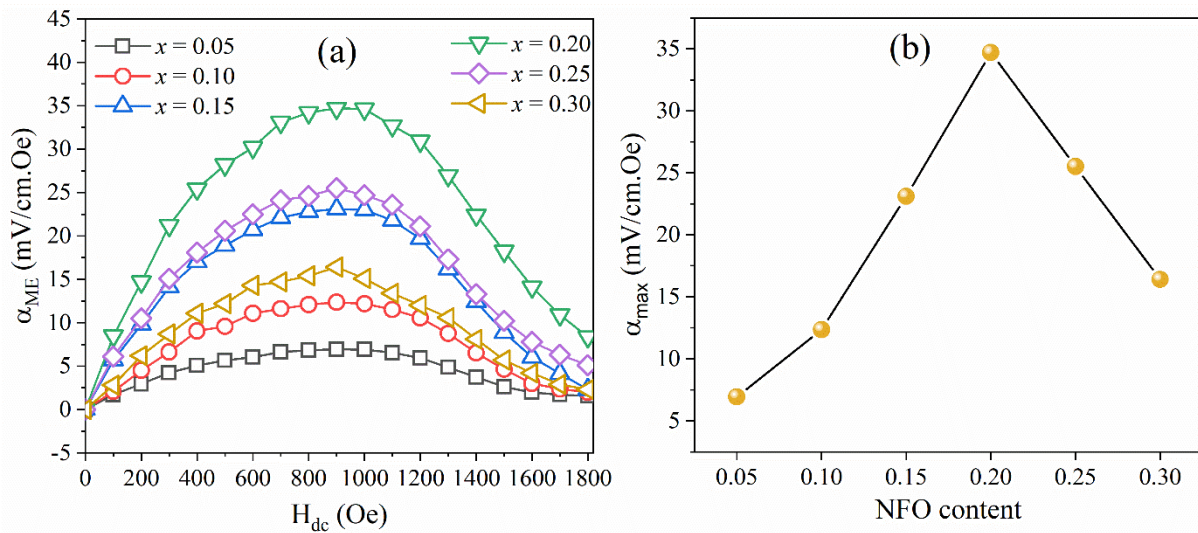 (a)
x = 0.05
x = 0.10
x = 0.15
x = 0.20
x = 0.25
x = 0.30
45
40
35
30
25
20
15
10
5
0
-5
α_ME (mV/cm.Oe)
0 200 400 600 800 1000 1200 1400 1600 1800
H_dc (Oe)
(b)
35
30
25
20
15
10
5
α_max (mV/cm.Oe)
0.05 0.10 0.15 0.20 0.25 0.30
NFO content